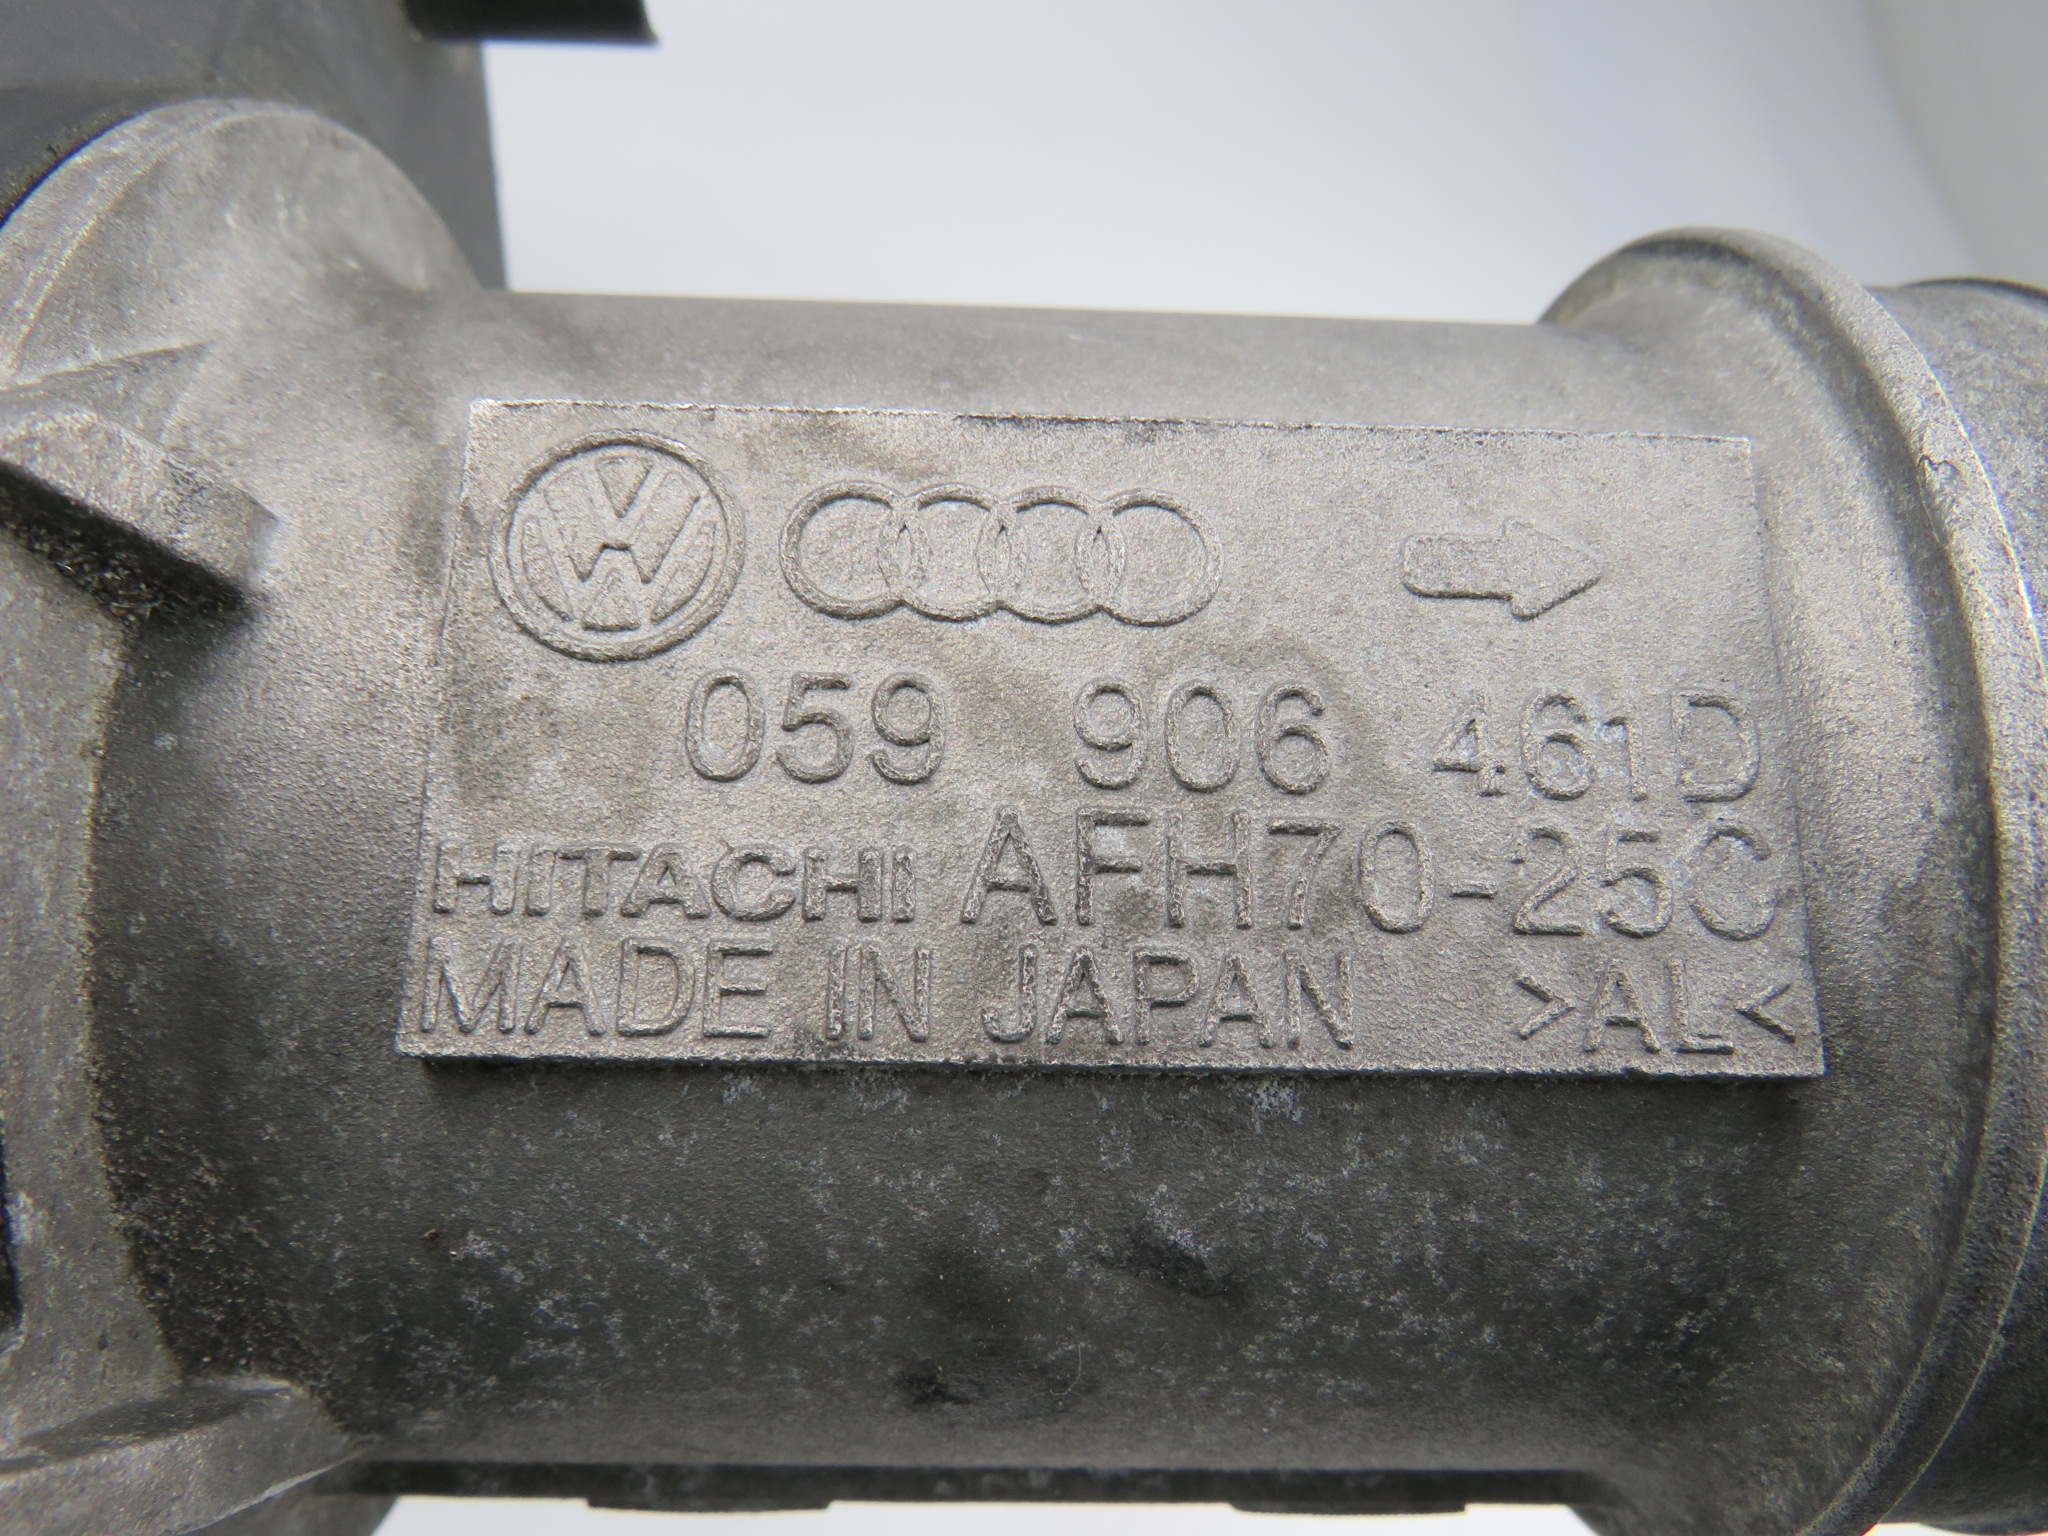 059 906 461D
HITACHI AFH70-25C
MADE IN JAPAN >AL<